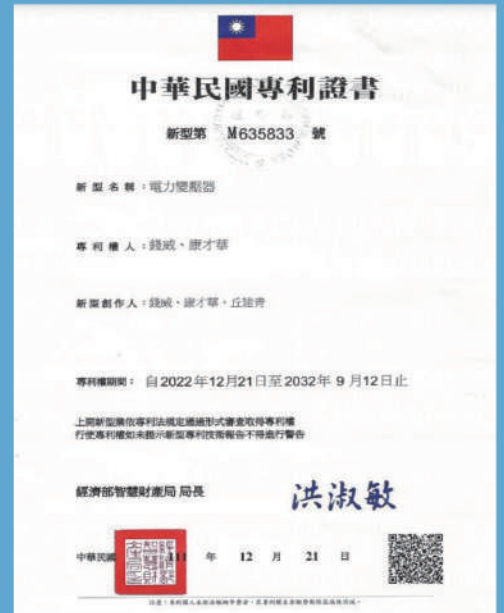 中華民國專利證書
新型第 M635833 號
新型名稱：電力變壓器
專利權人：錢威、康才華
新型創作人：錢威、康才華、丘建青
專利權期間： 自2022年12月21日至2032年 9 月12日止
上開新型業依專利法規定通過形式審查取得專利權
行使專利權如未提示新型專利技術報告不得進行警告
經濟部智慧財產局 局長
洪淑敏
中華民國 111 年 12 月 21 日